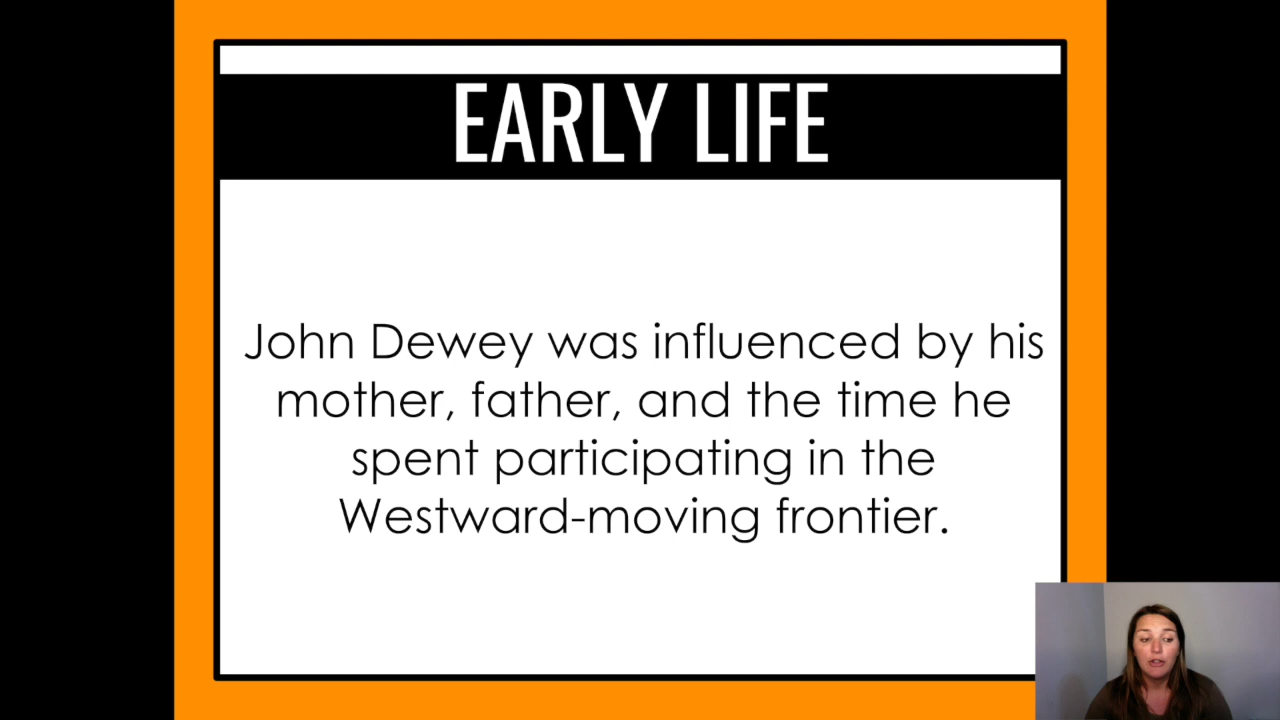 EARLY LIFE
John Dewey was influenced by his
mother, father, and the time he
spent participating in the
Westward-moving frontier.